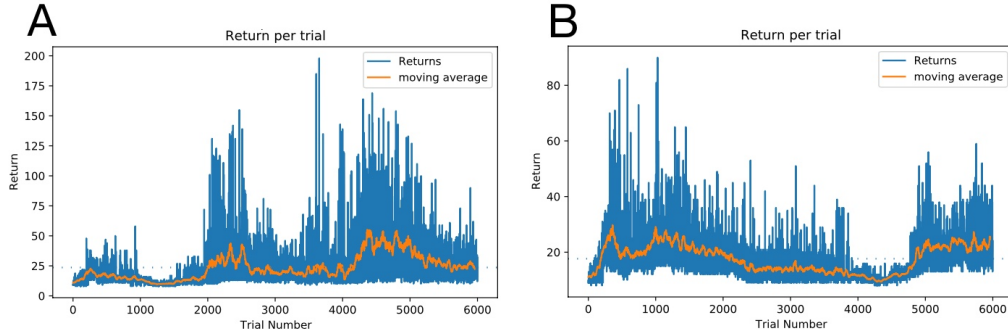 A
Return per trial
Returns
moving average
200
175
150
125
100
75
50
25
0
Return
0 1000 2000 3000 4000 5000 6000
Trial Number
B
Return per trial
Returns
moving average
80
60
40
20
Return
0 1000 2000 3000 4000 5000 6000
Trial Number